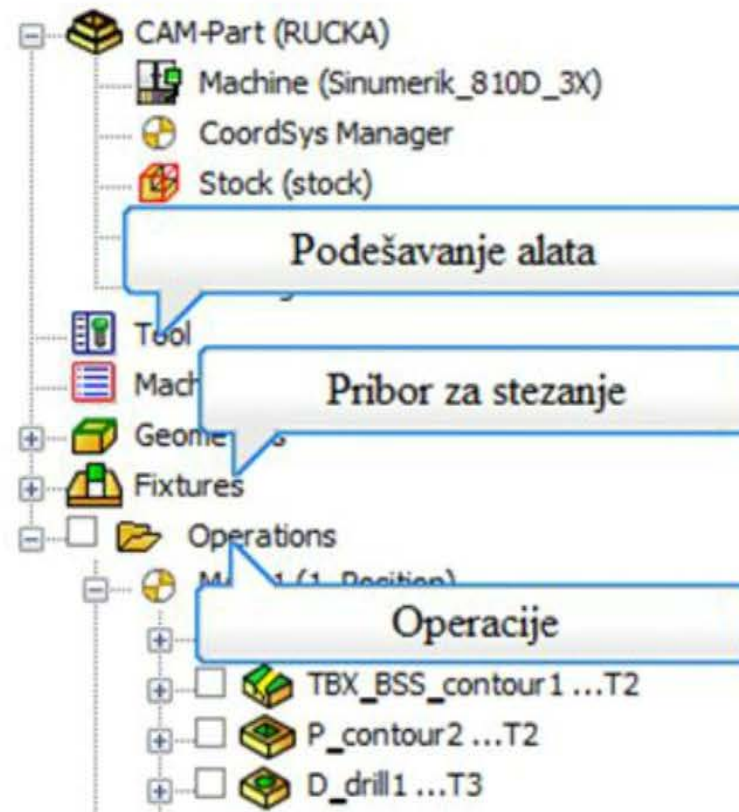 CAM-Part (RUCKA)
Machine (Sinumerik_810D_3X)
CoordSys Manager
Stock (stock)
Podešavanje alata
Tool
Pribor za stezanje
Fixtures
Operations
(1_Position)
Operacije
TBX_BSS_contour1 ...T2
P_contour2 ...T2
D_drill1 ...T3